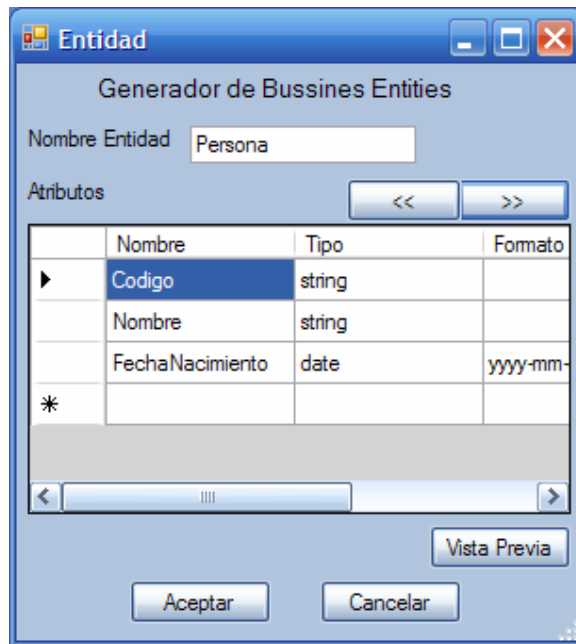 Entidad
Generador de Bussines Entities
Nombre Entidad Persona
Atributos << >>
Nombre Tipo Formato
Codigo string
Nombre string
FechaNacimiento date yyyy-mm-
*
Vista Previa
Aceptar Cancelar